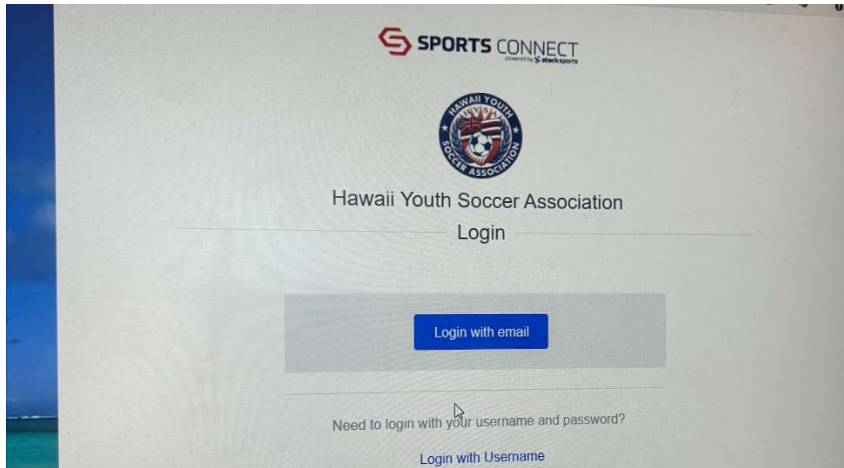 SPORTS CONNECT
powered by stacksports
HAWAII YOUTH
HYSA
SOCCER ASSOCIATION
Hawaii Youth Soccer Association
Login
Login with email
Need to login with your username and password?
Login with Username